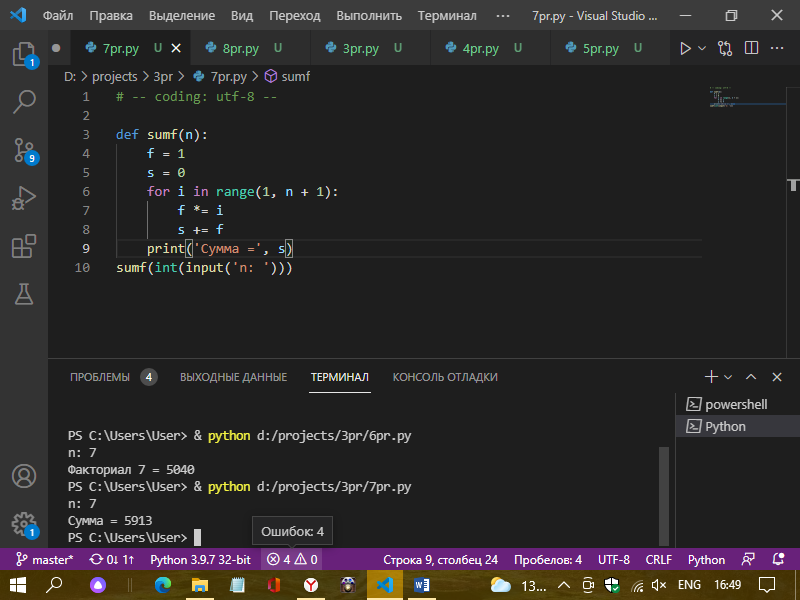 Файл Правка Выделение Вид Переход Выполнить Терминал ··· 7pr.py - Visual Studio ...
7pr.py U 8pr.py U 3pr.py U 4pr.py U 5pr.py U
D: > projects > 3pr > 7pr.py > sumf
1 # -- coding: utf-8 --
2
3 def sumf(n):
4 f = 1
5 s = 0
6 for i in range(1, n + 1):
7 f *= i
8 s += f
9 print('Сумма =', s)
10 sumf(int(input('n: ')))
1
9
1
ПРОБЛЕМЫ 4 ВЫХОДНЫЕ ДАННЫЕ ТЕРМИНАЛ КОНСОЛЬ ОТЛАДКИ
powershell
Python
PS C:\Users\User> & python d:/projects/3pr/6pr.py
n: 7
Факториал 7 = 5040
PS C:\Users\User> & python d:/projects/3pr/7pr.py
n: 7
Сумма = 5913
PS C:\Users\User>
Ошибок: 4
master* 0↓ 1↑ Python 3.9.7 32-bit 4 0 Строка 9, столбец 24 Пробелов: 4 UTF-8 CRLF Python
13... ENG 16:49